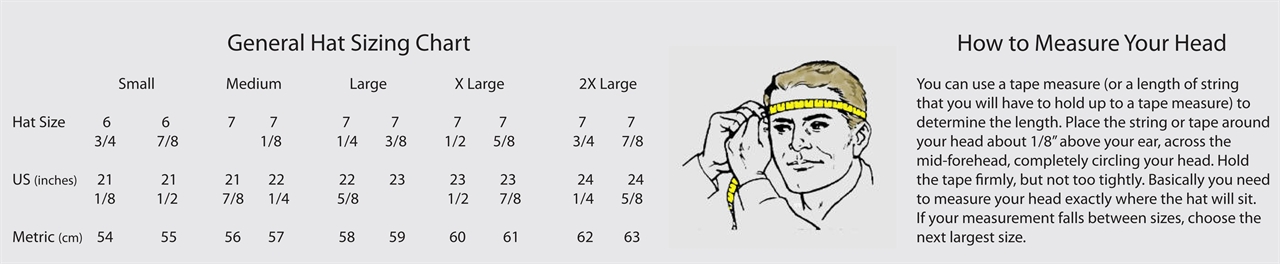 General Hat Sizing Chart
Small Medium Large X Large 2X Large
Hat Size 6 6 7 7 7 7 7 7 7 7
3/4 7/8 1/8 1/4 3/8 1/2 5/8 3/4 7/8
US (inches) 21 21 21 22 22 23 23 23 24 24
1/8 1/2 7/8 1/4 5/8 1/2 7/8 1/4 5/8
Metric (cm) 54 55 56 57 58 59 60 61 62 63
How to Measure Your Head
You can use a tape measure (or a length of string
that you will have to hold up to a tape measure) to
determine the length. Place the string or tape around
your head about 1/8” above your ear, across the
mid-forehead, completely circling your head. Hold
the tape firmly, but not too tightly. Basically you need
to measure your head exactly where the hat will sit.
If your measurement falls between sizes, choose the
next largest size.